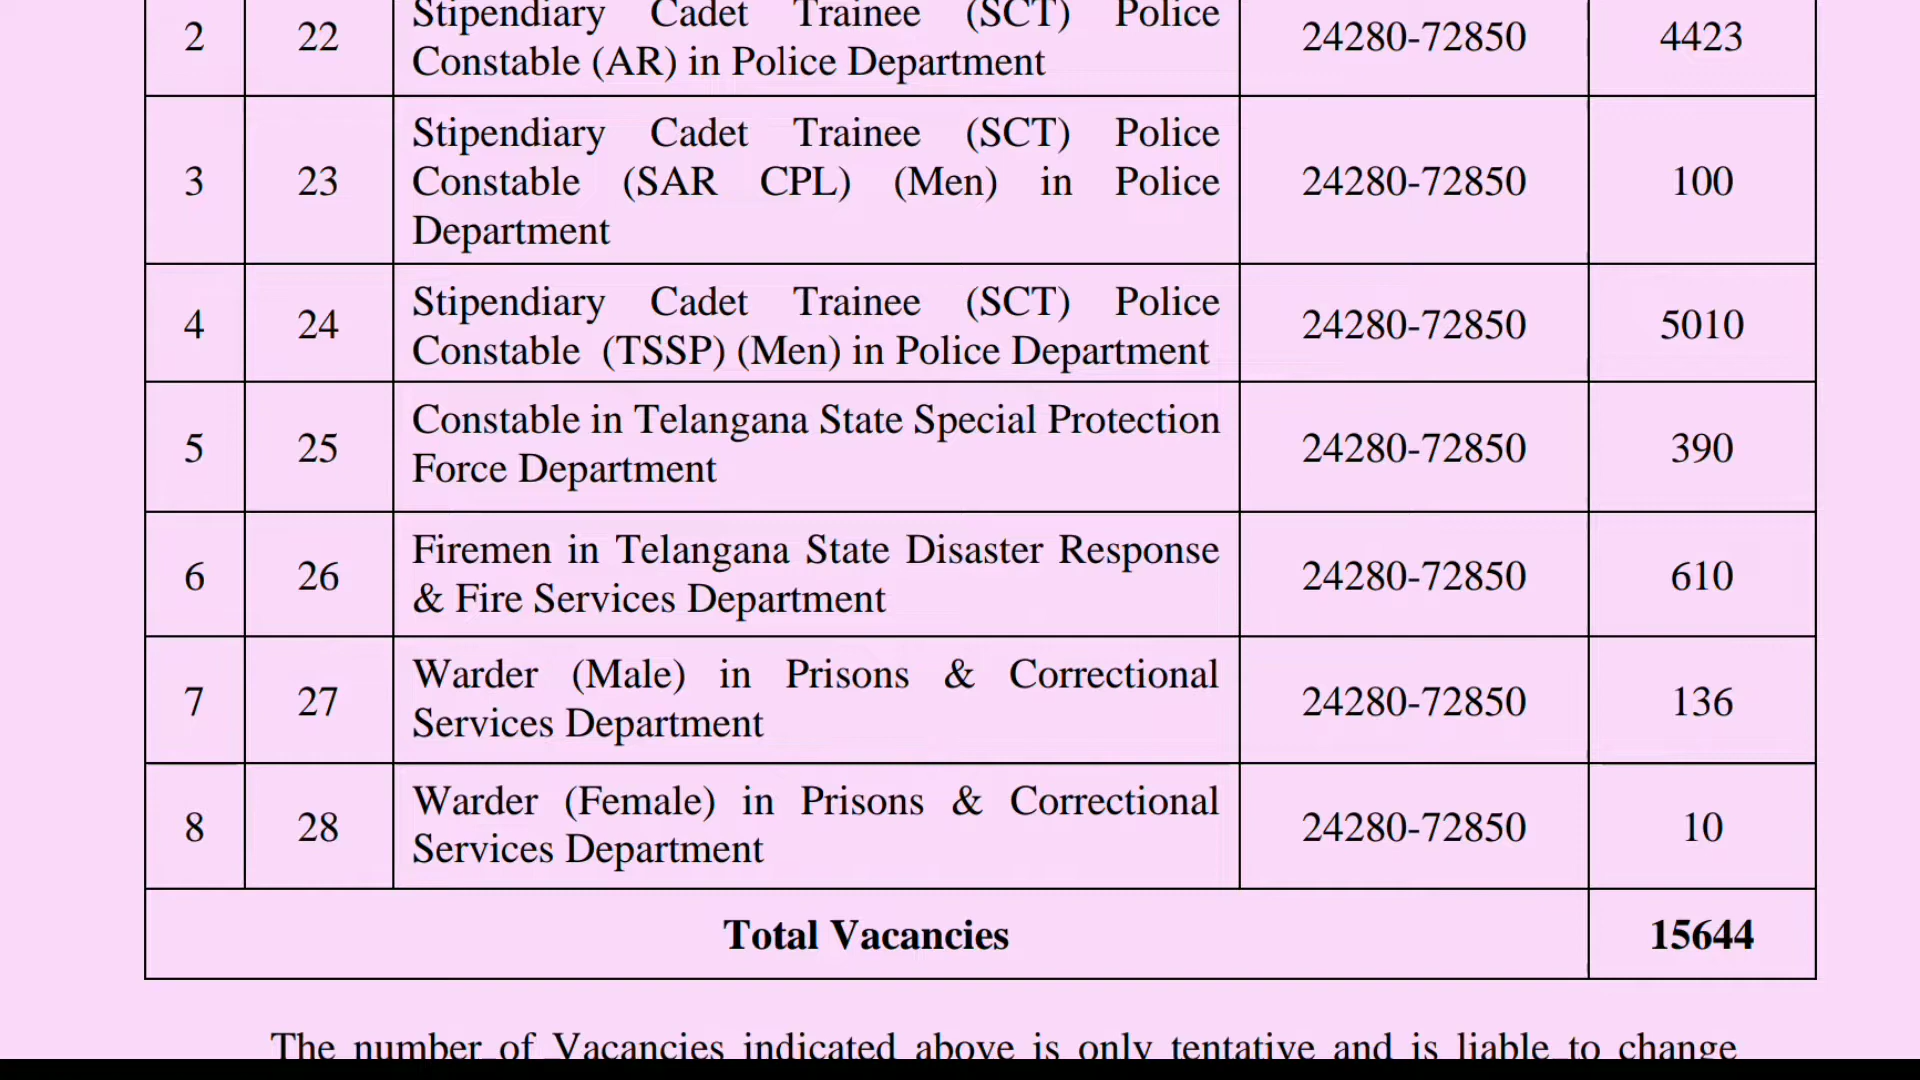 2 22 Stipendiary Cadet Trainee (SCT) Police 24280-72850 4423
Constable (AR) in Police Department
3 23 Stipendiary Cadet Trainee (SCT) Police 24280-72850 100
Constable (SAR CPL) (Men) in Police
Department
4 24 Stipendiary Cadet Trainee (SCT) Police 24280-72850 5010
Constable (TSSP) (Men) in Police Department
5 25 Constable in Telangana State Special Protection 24280-72850 390
Force Department
6 26 Firemen in Telangana State Disaster Response 24280-72850 610
& Fire Services Department
7 27 Warder (Male) in Prisons & Correctional 24280-72850 136
Services Department
8 28 Warder (Female) in Prisons & Correctional 24280-72850 10
Services Department
Total Vacancies 15644
The number of Vacancies indicated above is only tentative and is liable to change